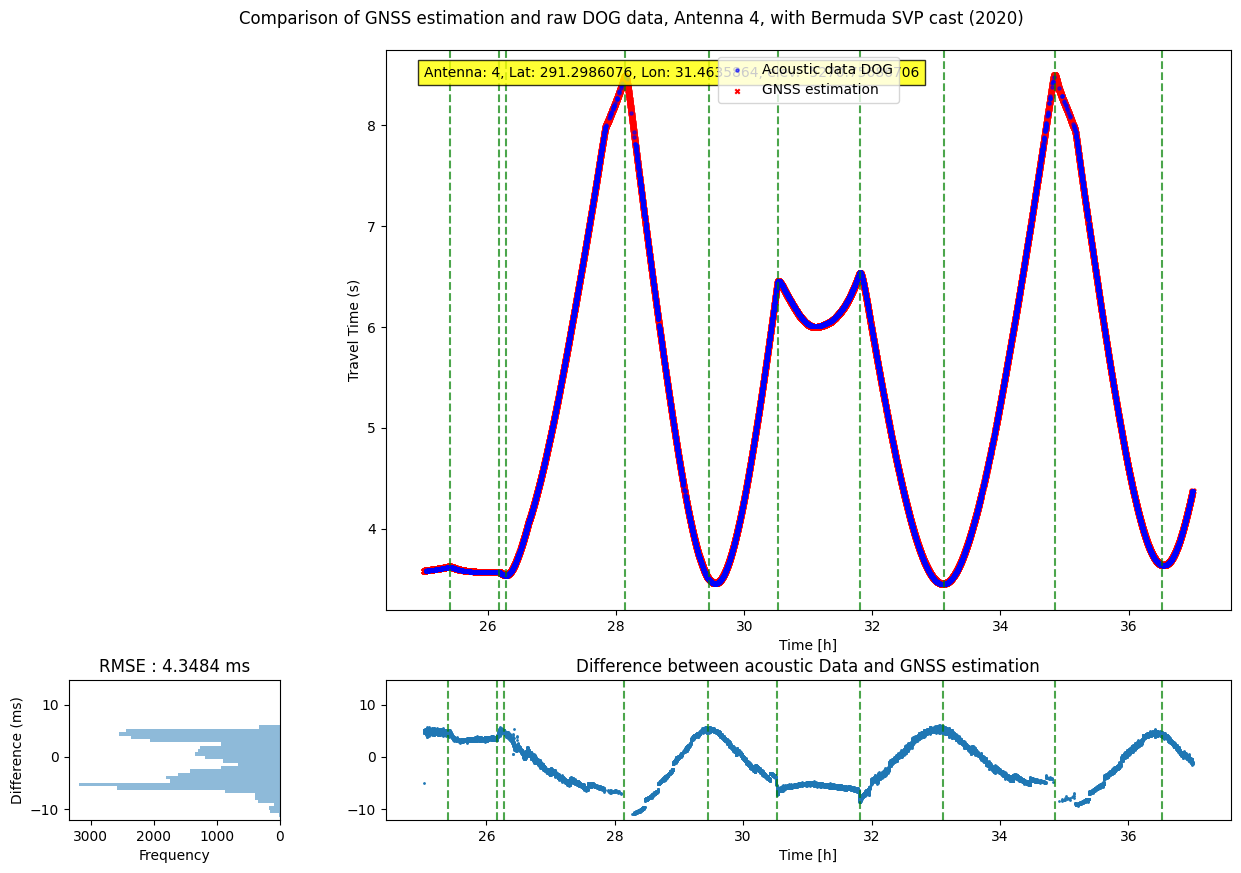 Comparison of GNSS estimation and raw DOG data, Antenna 4, with Bermuda SVP cast (2020)
Antenna: 4, Lat: 291.2986076, Lon: 31.4635864,
Acoustic data DOG
GNSS estimation
8
7
6
5
4
Travel Time (s)
26
28
30
32
34
36
Time [h]
RMSE : 4.3484 ms
10
0
−10
Difference (ms)
3000
2000
1000
0
Frequency
Difference between acoustic Data and GNSS estimation
10
0
−10
26
28
30
32
34
36
Time [h]